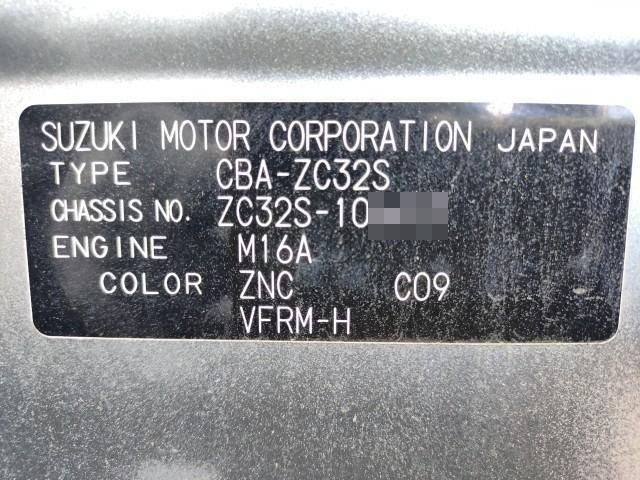 SUZUKI MOTOR CORPORATION JAPAN
TYPE CBA-ZC32S
CHASSIS NO. ZC32S-10
ENGINE M16A
COLOR ZNC C09
VFRM-H